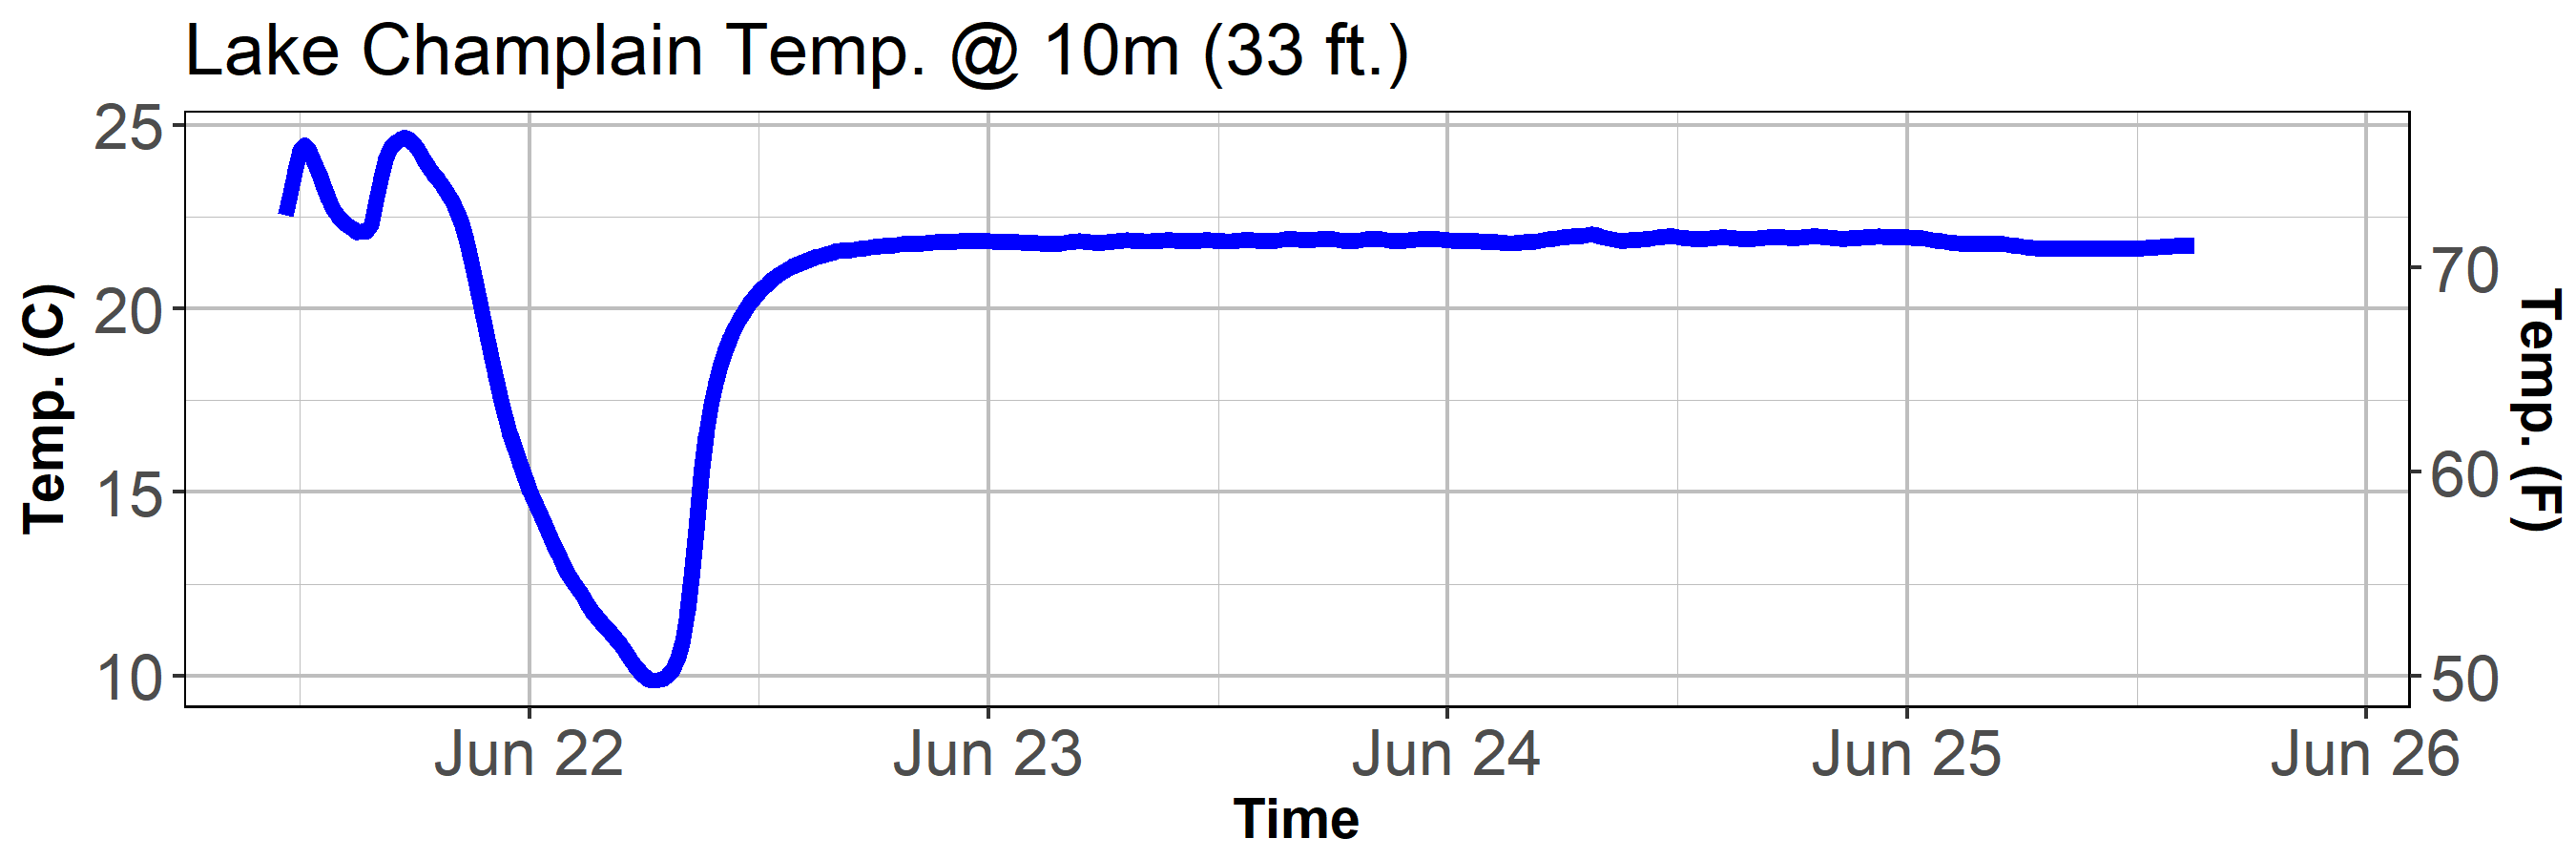 Lake Champlain Temp. @ 10m (33 ft.)
Temp. (C)
25
20
15
10
70
60
50
Temp. (F)
Jun 22 Jun 23 Jun 24 Jun 25 Jun 26
Time